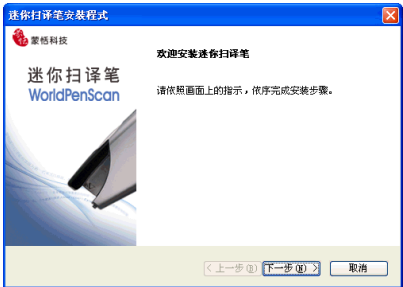 迷你扫译笔安装程式
蒙恬科技
迷你扫译笔
WorldPenScan
欢迎安装迷你扫译笔
请依照画面上的指示，依序完成安装步骤。
< 上一步(B)
下一步(N) >
取消